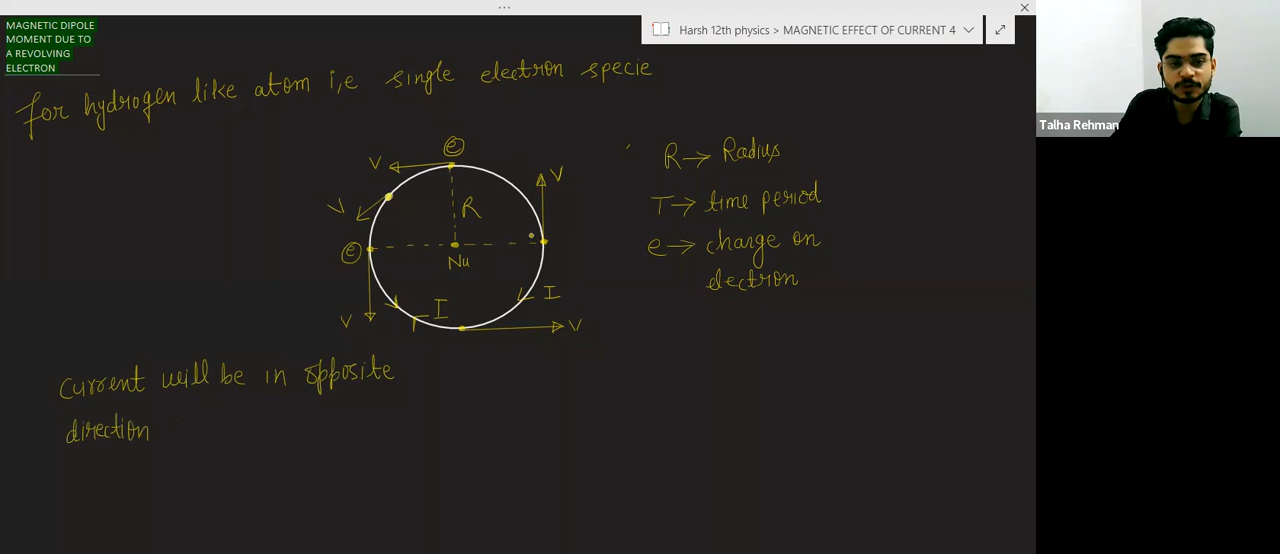 MAGNETIC DIPOLE
MOMENT DUE TO
A REVOLVING
ELECTRON
Harsh 12th physics > MAGNETIC EFFECT OF CURRENT 4
Talha Rehman
For hydrogen like atom i,e single electron specie
e
V
V
V
R
e
Nu
I
I
V
V
R → Radius
T → time period
e → charge on
electron
Current will be in opposite
direction